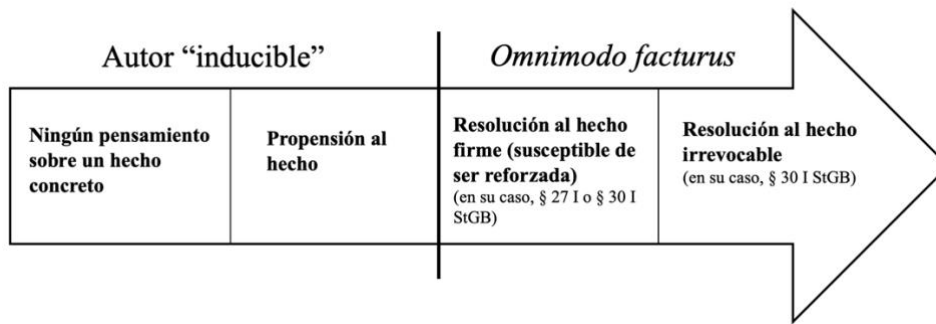 Autor “inducible”
Omnimodo facturus
Ningún pensamiento
sobre un hecho
concreto
Propensión al
hecho
Resolución al hecho
firme (susceptible de
ser reforzada)
(en su caso, § 27 I o § 30 I
StGB)
Resolución al hecho
irrevocable
(en su caso, § 30 I StGB)